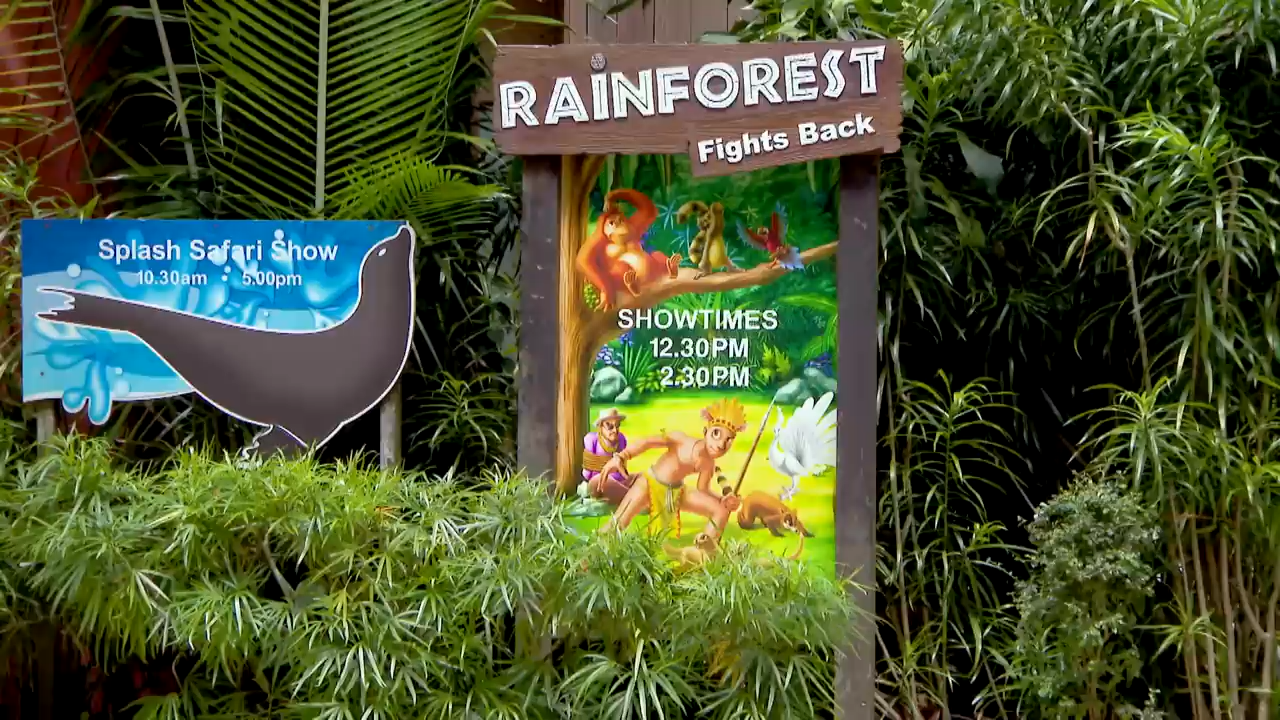 Splash Safari Show
10.30am : 5.00pm
RAINFOREST
Fights Back
SHOWTIMES
12.30PM
2.30PM